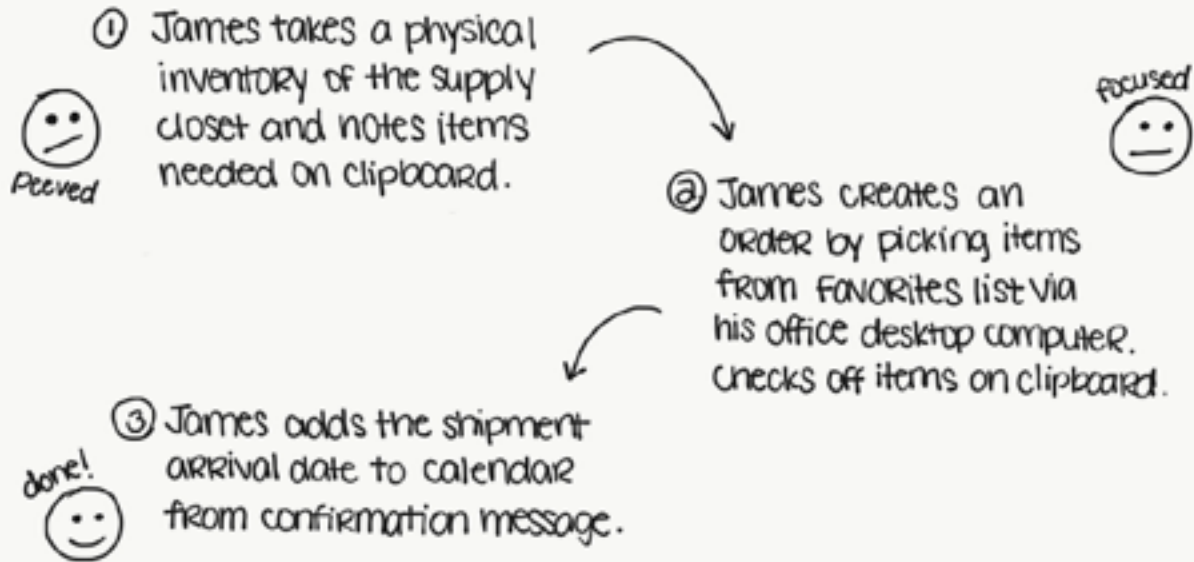 ① James takes a physical
inventory of the supply
closet and notes items
needed on clipboard.
peeved
focused
② James creates an
order by picking items
from favorites list via
his office desktop computer.
checks off items on clipboard.
③ James adds the shipment
arrival date to calendar
from confirmation message.
done!